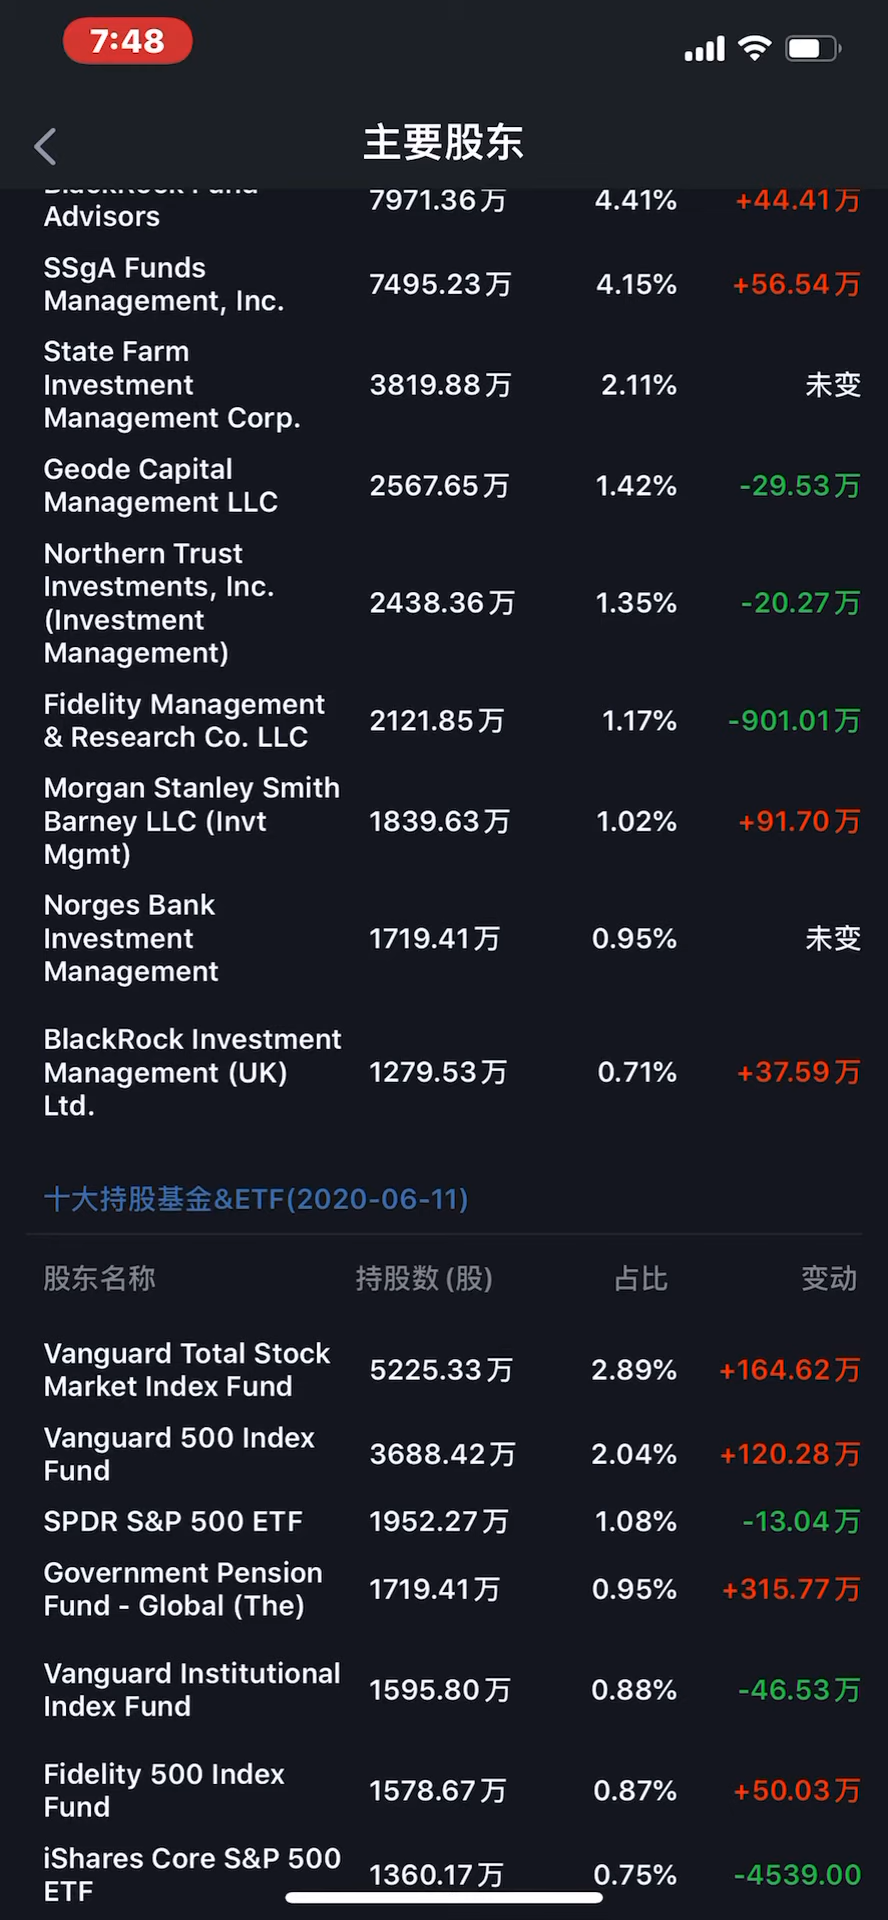 7:48
主要股东
Advisors
7971.36万 4.41% +44.41万
SSgA Funds
Management, Inc.
7495.23万 4.15% +56.54万
State Farm
Investment
Management Corp.
3819.88万 2.11% 未变
Geode Capital
Management LLC
2567.65万 1.42% -29.53万
Northern Trust
Investments, Inc.
(Investment
Management)
2438.36万 1.35% -20.27万
Fidelity Management
& Research Co. LLC
2121.85万 1.17% -901.01万
Morgan Stanley Smith
Barney LLC (Invt
Mgmt)
1839.63万 1.02% +91.70万
Norges Bank
Investment
Management
1719.41万 0.95% 未变
BlackRock Investment
Management (UK)
Ltd.
1279.53万 0.71% +37.59万
十大持股基金&ETF(2020-06-11)
股东名称 持股数(股) 占比 变动
Vanguard Total Stock
Market Index Fund
5225.33万 2.89% +164.62万
Vanguard 500 Index
Fund
3688.42万 2.04% +120.28万
SPDR S&P 500 ETF 1952.27万 1.08% -13.04万
Government Pension
Fund - Global (The)
1719.41万 0.95% +315.77万
Vanguard Institutional
Index Fund
1595.80万 0.88% -46.53万
Fidelity 500 Index
Fund
1578.67万 0.87% +50.03万
iShares Core S&P 500
ETF
1360.17万 0.75% -4539.00